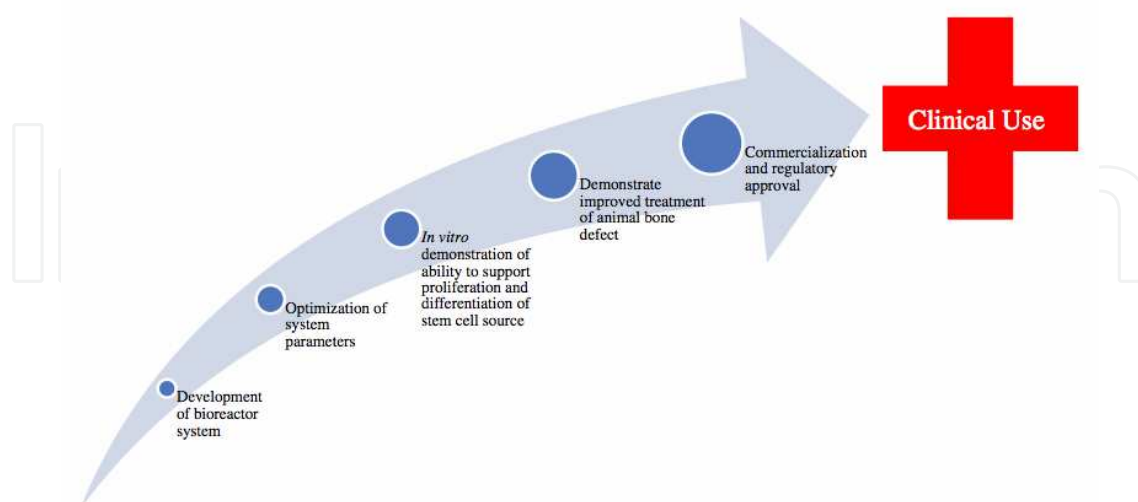 Clinical Use
Commercialization
and regulatory
approval
Demonstrate
improved treatment
of animal bone
defect
In vitro
demonstration of
ability to support
proliferation and
differentiation of
stem cell source
Optimization of
system
parameters
Development
of bioreactor
system